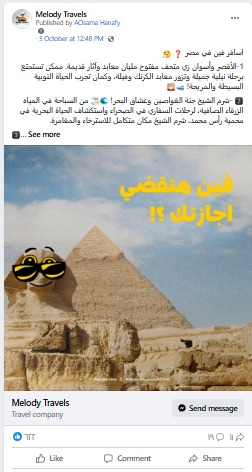 Melody Travels
Published by AOsama Hanafy
3 October at 12:48 PM
اسافر فين في مصر ❓ 🤔
1-الأقصر وأسوان زي متحف مفتوح مليان معابد وآثار قديمة. ممكن تستمتع
برحلة نيلية جميلة وتزور معابد الكرنك وفيلة، وكمان تجرب الحياة النوبية
البسيطة والمريحة! 🚤 🌅
2-شرم الشيخ جنة الغواصين وعشاق البحر! 🌊 🏖 من السباحة في المياه
الزرقاء الصافية، لرحلات السفاري في الصحراء واستكشاف الحياة البحرية في
محمية رأس محمد، شرم الشيخ مكان متكامل للاسترخاء والمغامرة.
3... See more
فين هتقضي
اجازتك ؟!
Melody Travels
Travel company
Send message
٦٢٢
١٩
١١
Like
Comment
Share